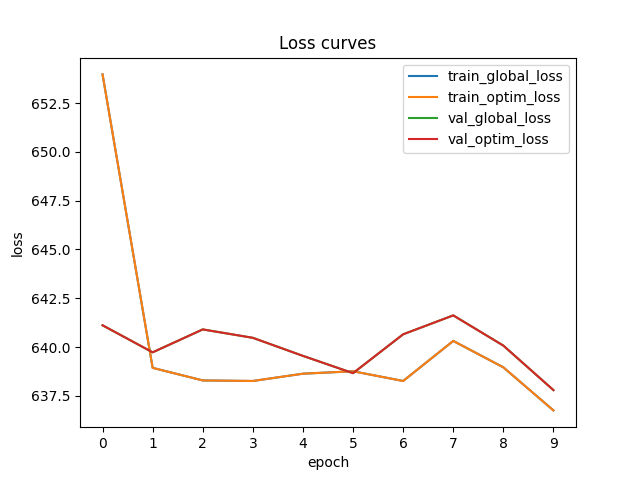 Loss curves
train_global_loss
train_optim_loss
val_global_loss
val_optim_loss
652.5
650.0
647.5
645.0
642.5
640.0
637.5
loss
0 1 2 3 4 5 6 7 8 9
epoch